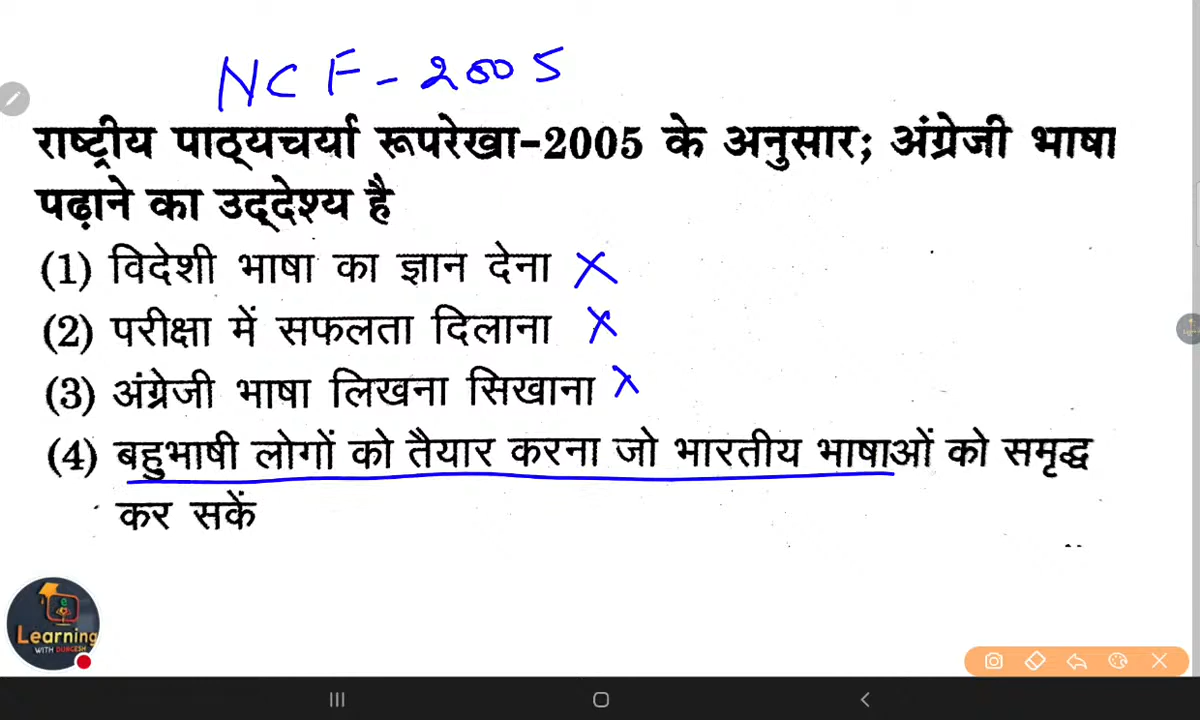 NCF-2005
राष्ट्रीय पाठ्यचर्या रूपरेखा-2005 के अनुसार; अंग्रेजी भाषा
पढ़ाने का उद्देश्य है
(1) विदेशी भाषा का ज्ञान देना ×
(2) परीक्षा में सफलता दिलाना ×
(3) अंग्रेजी भाषा लिखना सिखाना ×
(4) बहुभाषी लोगों को तैयार करना जो भारतीय भाषाओं को समृद्ध
कर सकें
Learning
WITH DURGESH